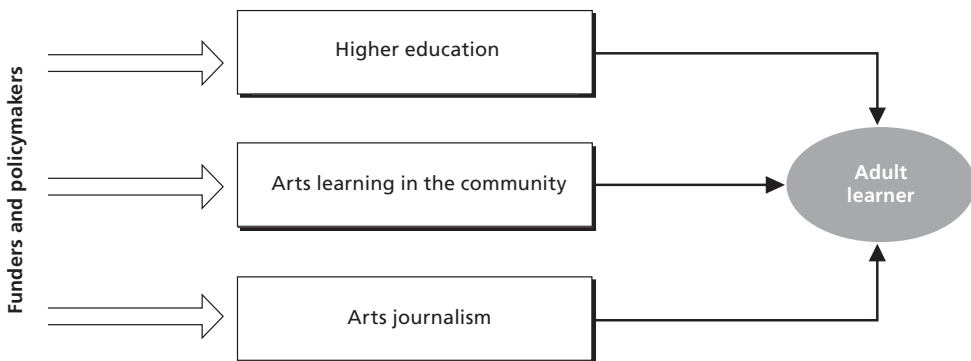 Funders and policymakers
Higher education
Arts learning in the community
Arts journalism
Adult
learner